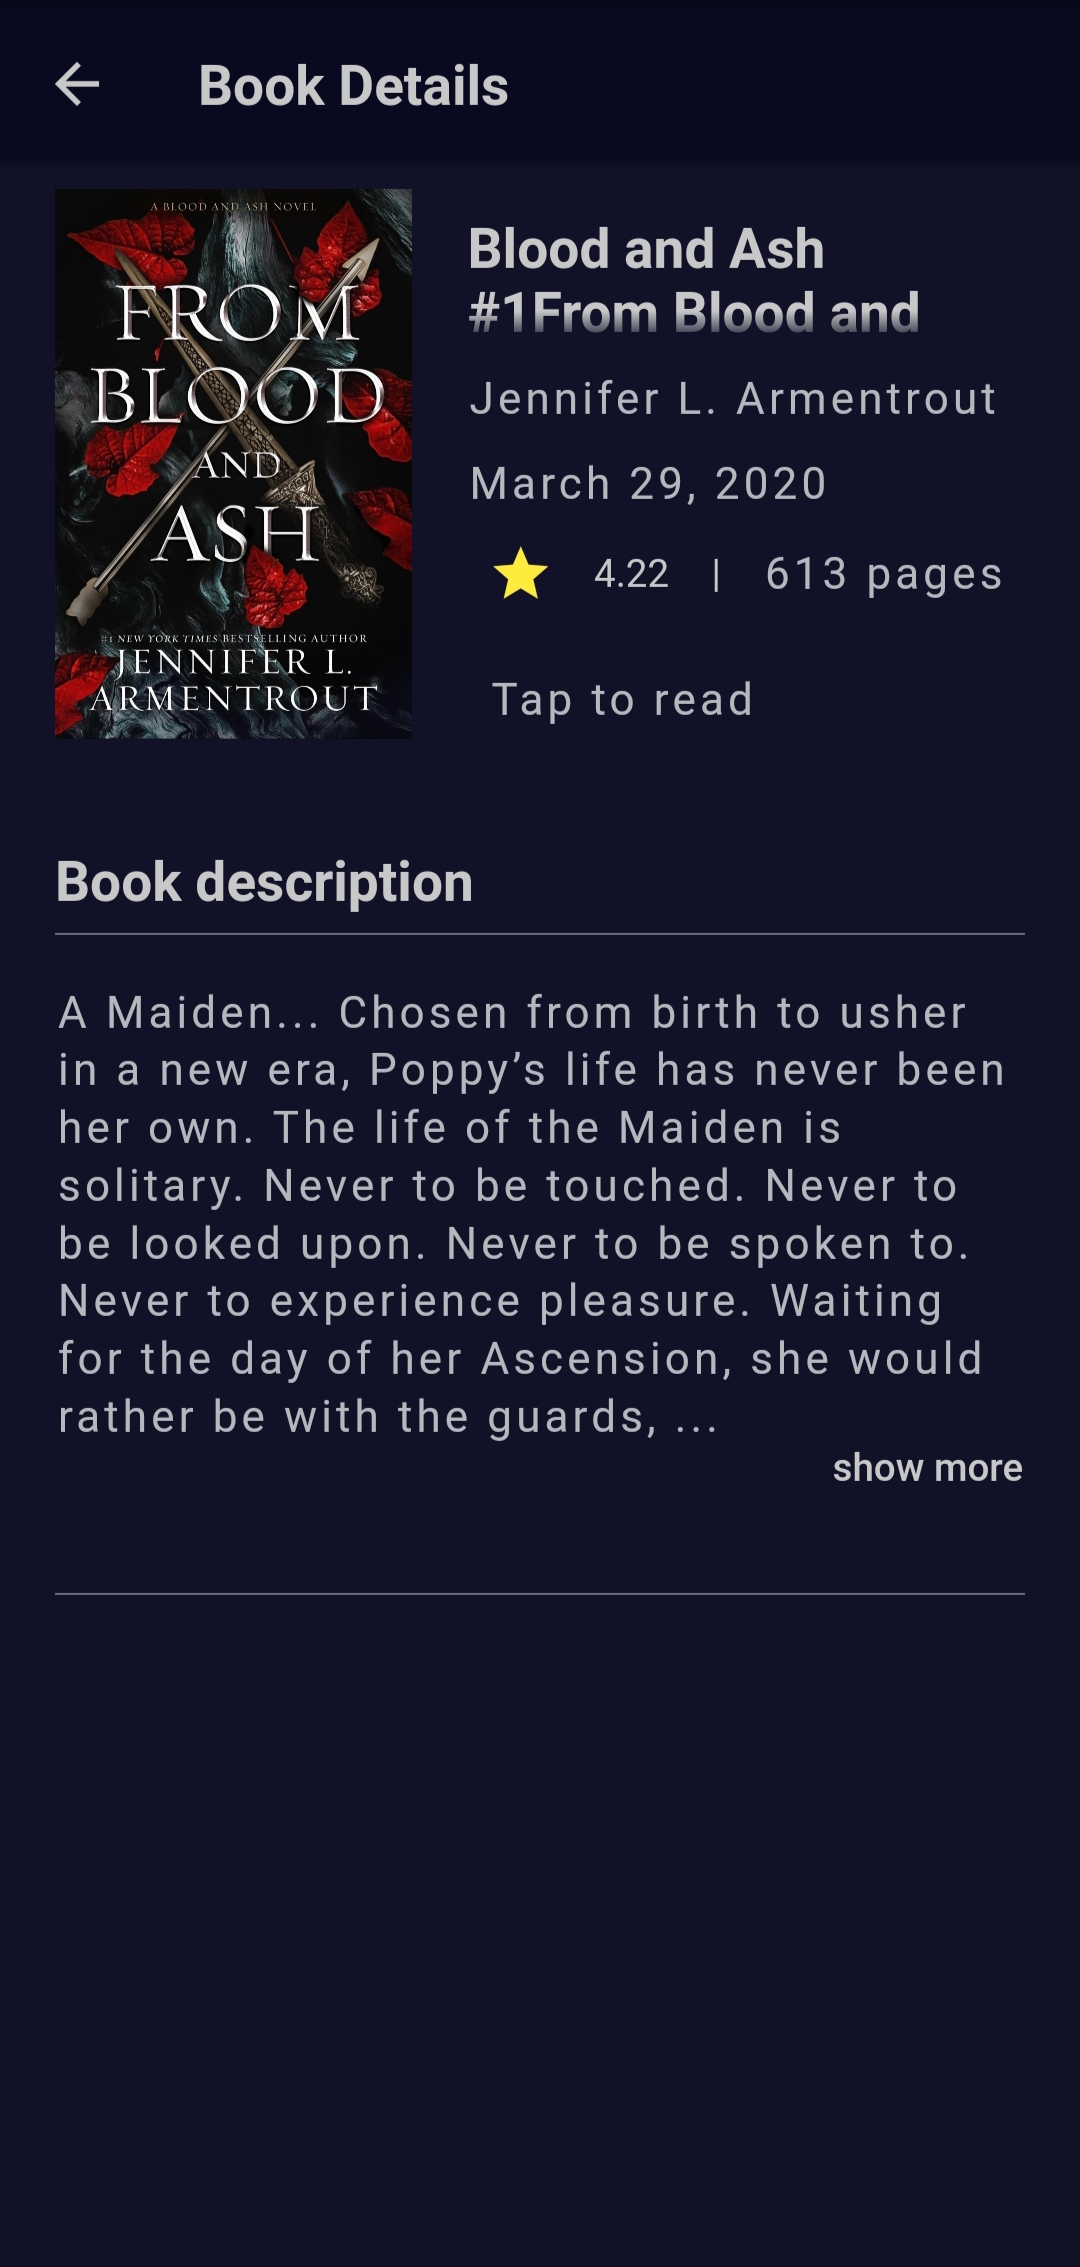 Book Details
A BLOOD AND ASH NOVEL
FROM
BLOOD
AND
ASH
#1 NEW YORK TIMES BESTSELLING AUTHOR
JENNIFER L.
ARMENTROUT
Blood and Ash
#1From Blood and
Jennifer L. Armentrout
March 29, 2020
4.22 | 613 pages
Tap to read
Book description
A Maiden... Chosen from birth to usher
in a new era, Poppy’s life has never been
her own. The life of the Maiden is
solitary. Never to be touched. Never to
be looked upon. Never to be spoken to.
Never to experience pleasure. Waiting
for the day of her Ascension, she would
rather be with the guards, ...
show more